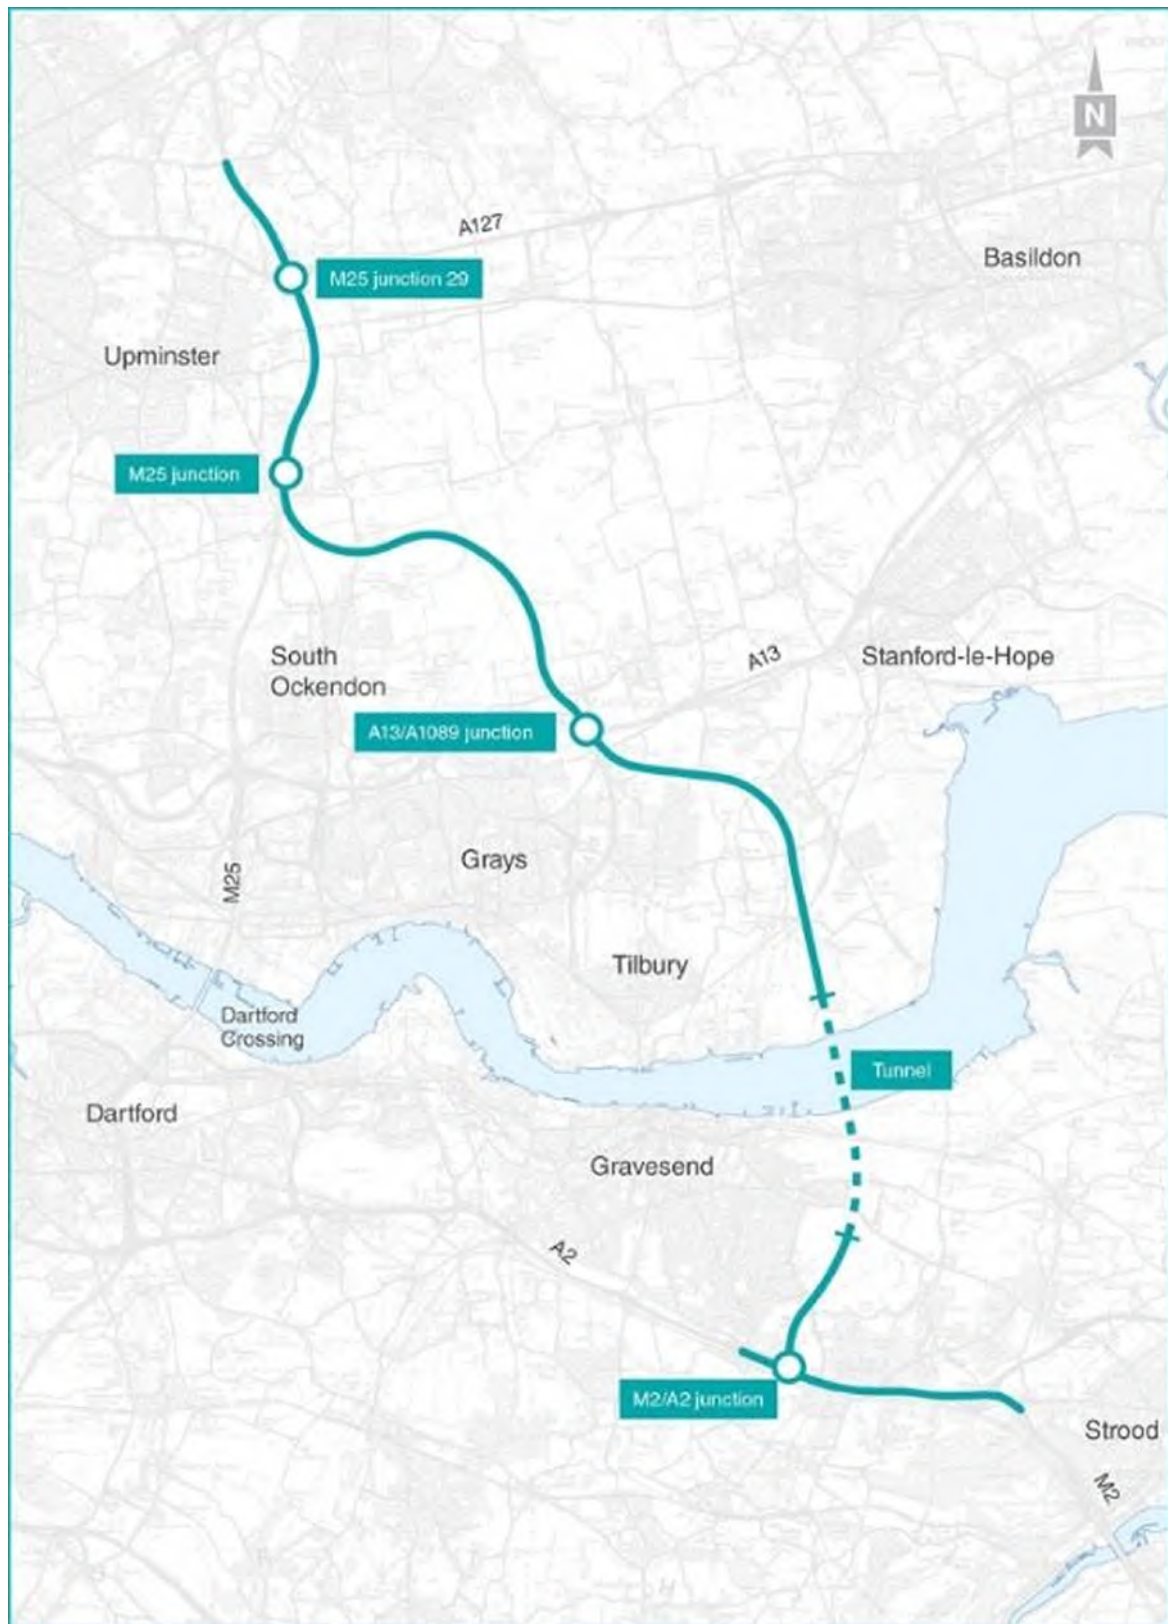 N
A127
Basildon
M25 junction 29
Upminster
M25 junction
A13
Stanford-le-Hope
South
Ockendon
A13/A1089 junction
Grays
M25
Tilbury
Dartford
Crossing
Tunnel
Dartford
Gravesend
A2
M2/A2 junction
Strood
M2